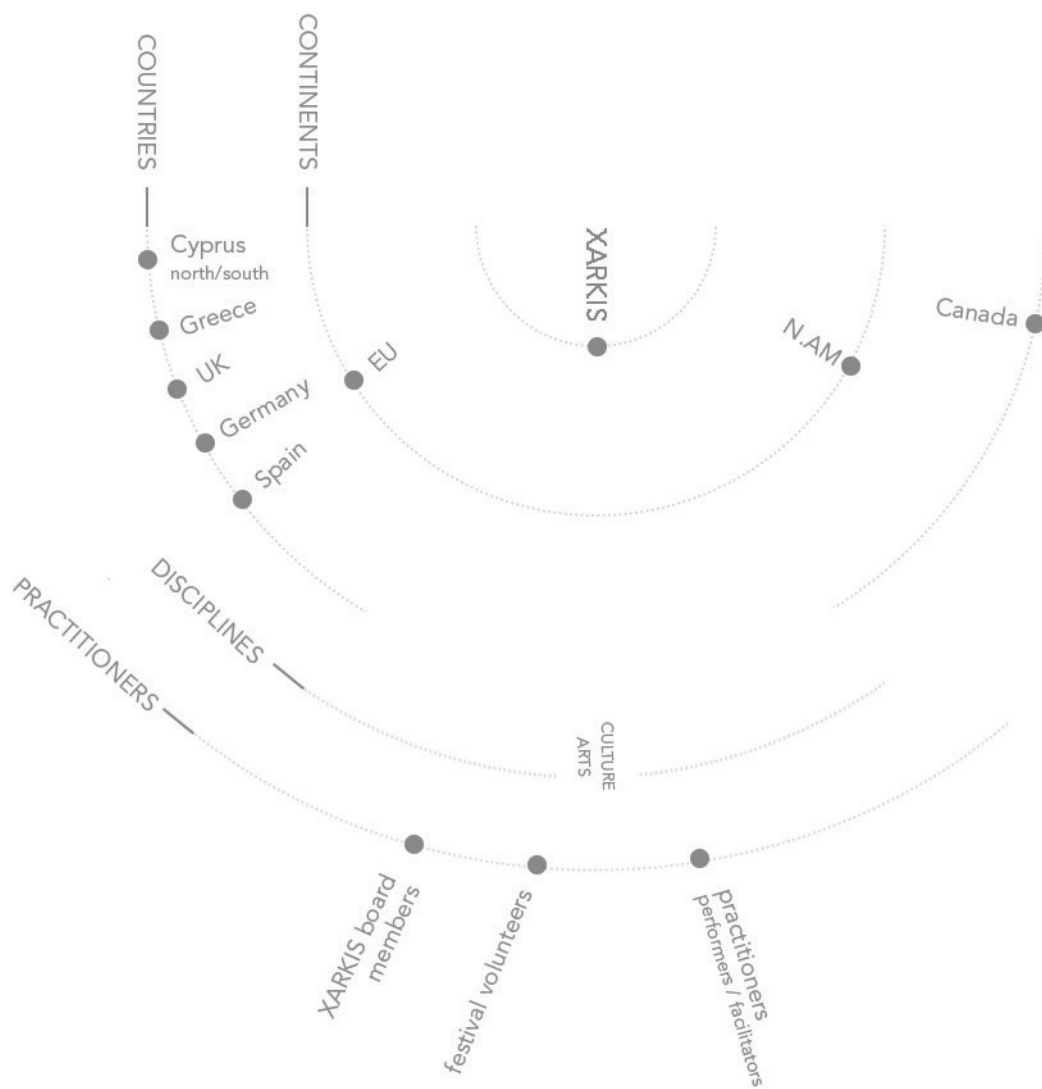 COUNTRIES
CONTINENTS
XARKIS
Cyprus
north/south
Greece
UK
Germany
Spain
EU
N.AM
Canada
DISCIPLINES
PRACTITIONERS
CULTURE
ARTS
XARKIS board
members
festival volunteers
practitioners
performers / facilitators